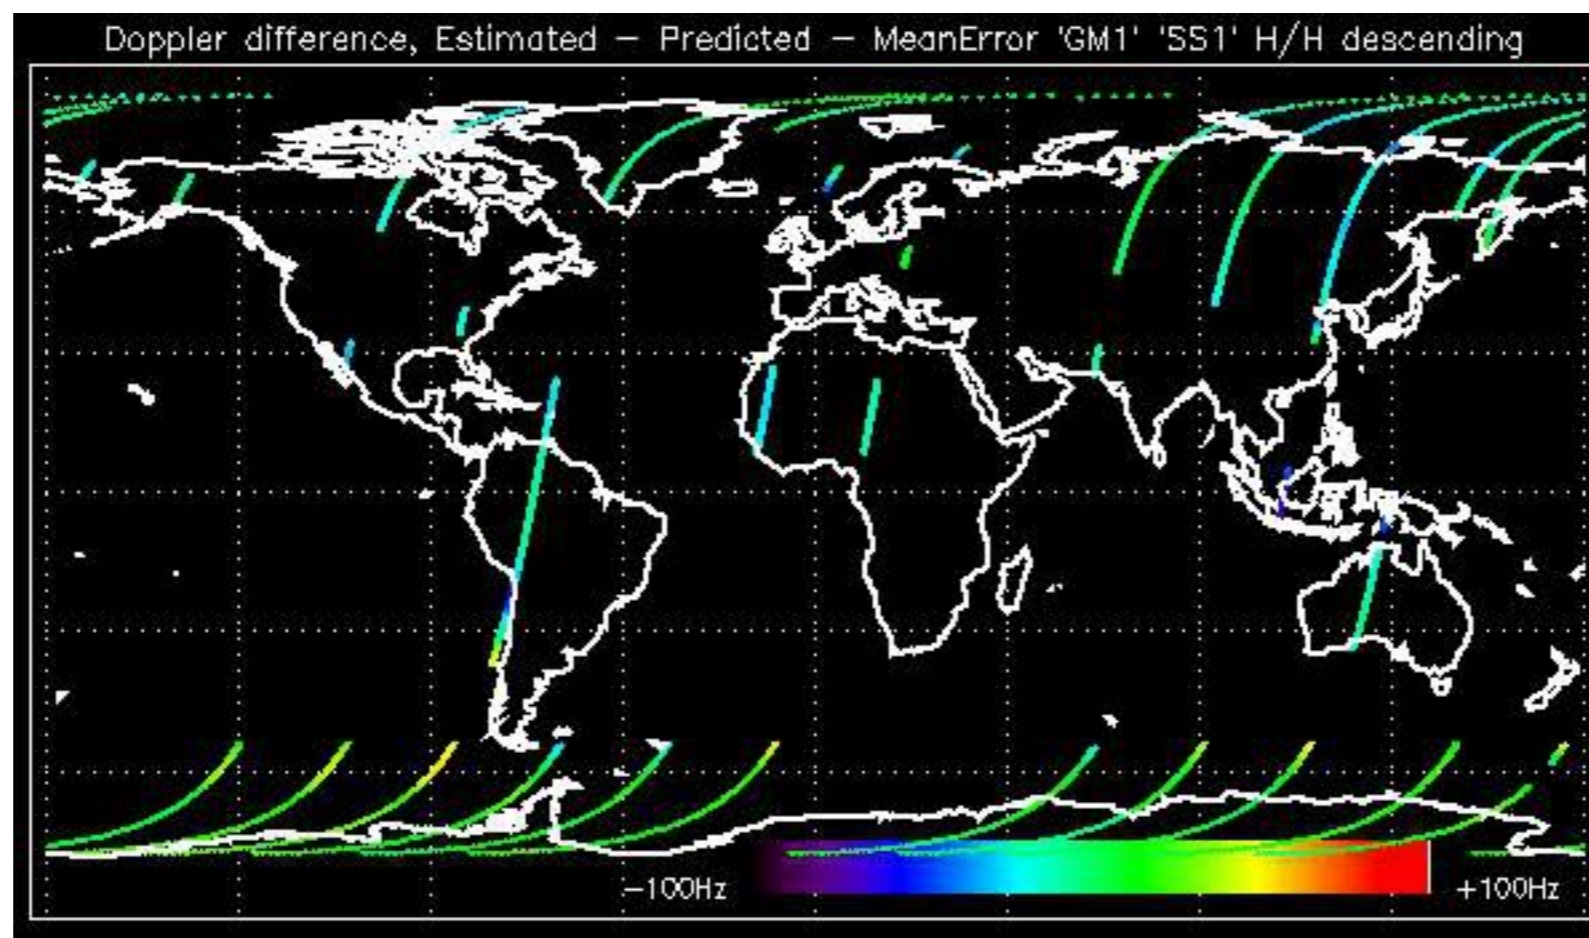 Doppler difference, Estimated – Predicted – MeanError 'GM1' 'SS1' H/H descending
–100Hz
+100Hz